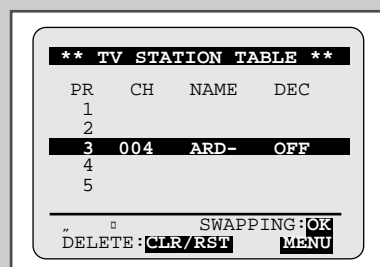 ** TV STATION TABLE **
PR CH NAME DEC
1
2
3 004 ARD- OFF
4
5
„ ¤ SWAPPING:OK
DELETE:CLR/RST MENU